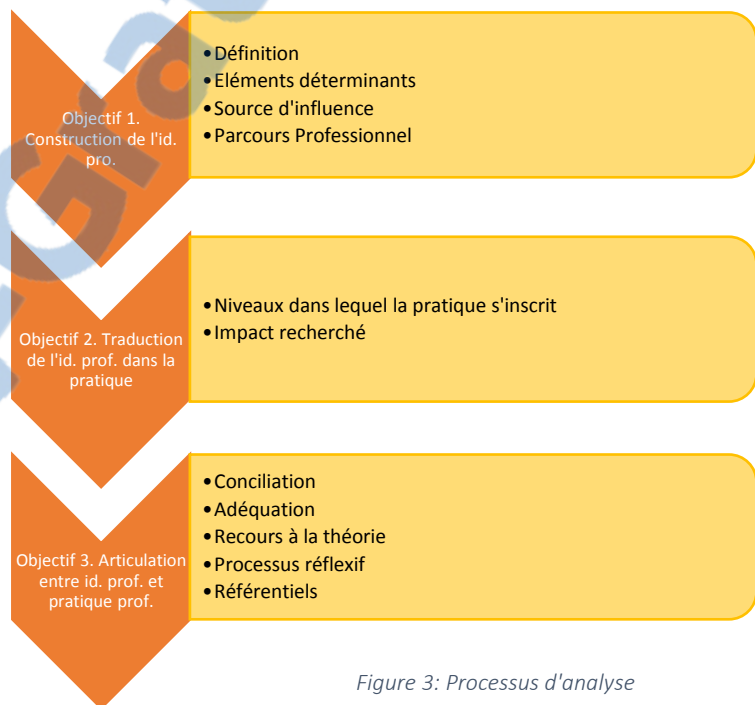 Objectif 1.
Construction de l'id.
pro.
•Définition
•Eléments déterminants
•Source d'influence
•Parcours Professionnel
Objectif 2. Traduction
de l'id. prof. dans la
pratique
•Niveaux dans lequel la pratique s'inscrit
•Impact recherché
Objectif 3. Articulation
entre id. prof. et
pratique prof.
•Conciliation
•Adéquation
•Recours à la théorie
•Processus réflexif
•Référentiels
Figure 3: Processus d'analyse